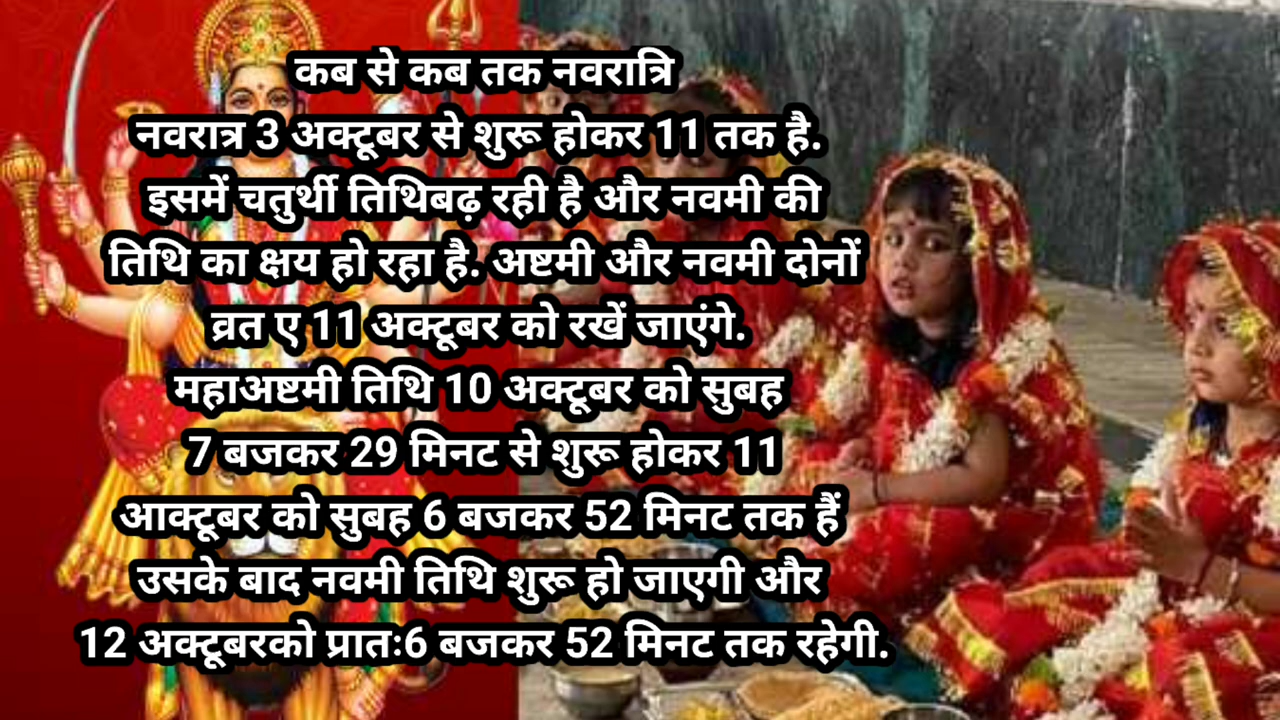 कब से कब तक नवरात्रि
नवरात्र 3 अक्टूबर से शुरू होकर 11 तक है.
इसमें चतुर्थी तिथिबढ़ रही है और नवमी की
तिथि का क्षय हो रहा है. अष्टमी और नवमी दोनों
व्रत ए 11 अक्टूबर को रखें जाएंगे.
महाअष्टमी तिथि 10 अक्टूबर को सुबह
7 बजकर 29 मिनट से शुरू होकर 11
आक्टूबर को सुबह 6 बजकर 52 मिनट तक हैं
उसके बाद नवमी तिथि शुरू हो जाएगी और
12 अक्टूबरको प्रातः6 बजकर 52 मिनट तक रहेगी.